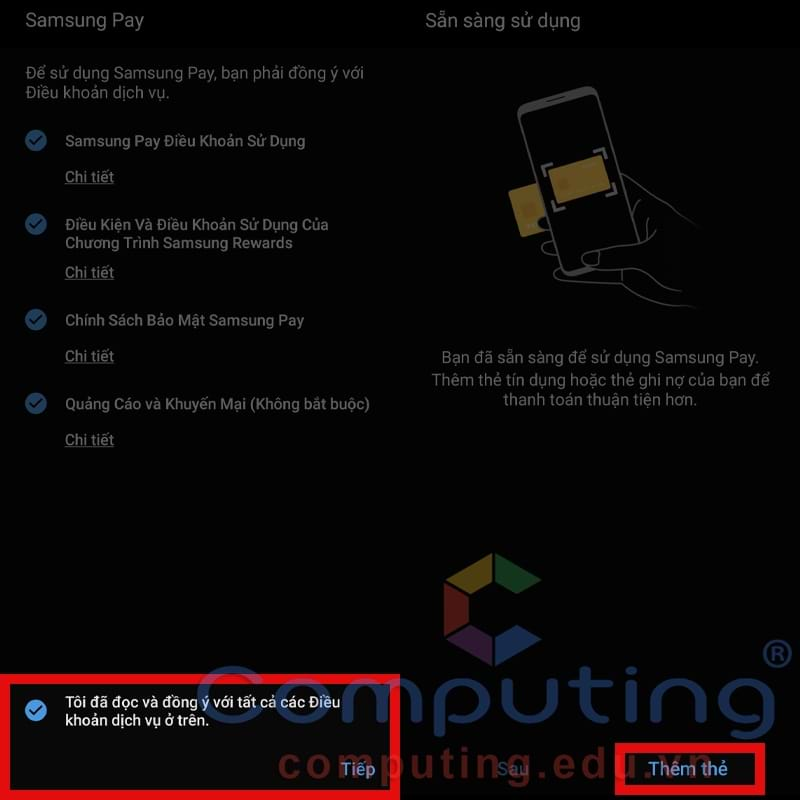 Samsung Pay
Để sử dụng Samsung Pay, bạn phải đồng ý với
Điều khoản dịch vụ.
Samsung Pay Điều Khoản Sử Dụng
Chi tiết
Điều Kiện Và Điều Khoản Sử Dụng Của
Chương Trình Samsung Rewards
Chi tiết
Chính Sách Bảo Mật Samsung Pay
Chi tiết
Quảng Cáo và Khuyến Mại (Không bắt buộc)
Chi tiết
Tôi đã đọc và đồng ý với tất cả các Điều
khoản dịch vụ ở trên.
Tiếp
Sẵn sàng sử dụng
Bạn đã sẵn sàng để sử dụng Samsung Pay.
Thêm thẻ tín dụng hoặc thẻ ghi nợ của bạn để
thanh toán thuận tiện hơn.
Sau
Thêm thẻ
Computing®
computing.edu.vn